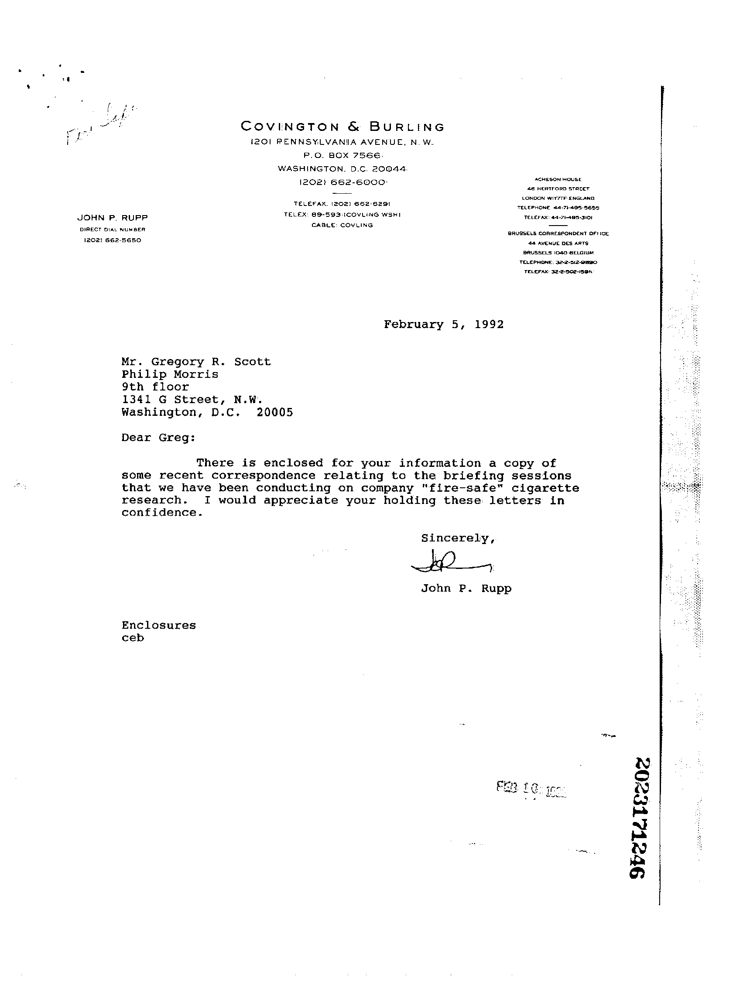 Fire Safe
COVINGTON & BURLING
1201 PENNSYLVANIA AVENUE, N. W.
P. O. BOX 7566
WASHINGTON, D.C. 20044
(202) 662-6000
TELEFAX: (202) 662-6291
TELEX: 89-593 (COVLING WSH)
CABLE: COVLING
JOHN P. RUPP
DIRECT DIAL NUMBER
(202) 662-5650
ACHESON HOUSE
46 HERTFORD STREET
LONDON W1Y7TF ENGLAND
TELEPHONE: 44-71-495-5655
TELEFAX: 44-71-495-3101
BRUSSELS CORRESPONDENT OFFICE
44 AVENUE DES ARTS
BRUSSELS 1040 BELGIUM
TELEPHONE: 32-2-512-9890
TELEFAX: 32-2-502-1598
February 5, 1992
Mr. Gregory R. Scott
Philip Morris
9th floor
1341 G Street, N.W.
Washington, D.C. 20005
Dear Greg:
There is enclosed for your information a copy of
some recent correspondence relating to the briefing sessions
that we have been conducting on company "fire-safe" cigarette
research. I would appreciate your holding these letters in
confidence.
Sincerely,
John P. Rupp
Enclosures
ceb
FEB 10
2023171246